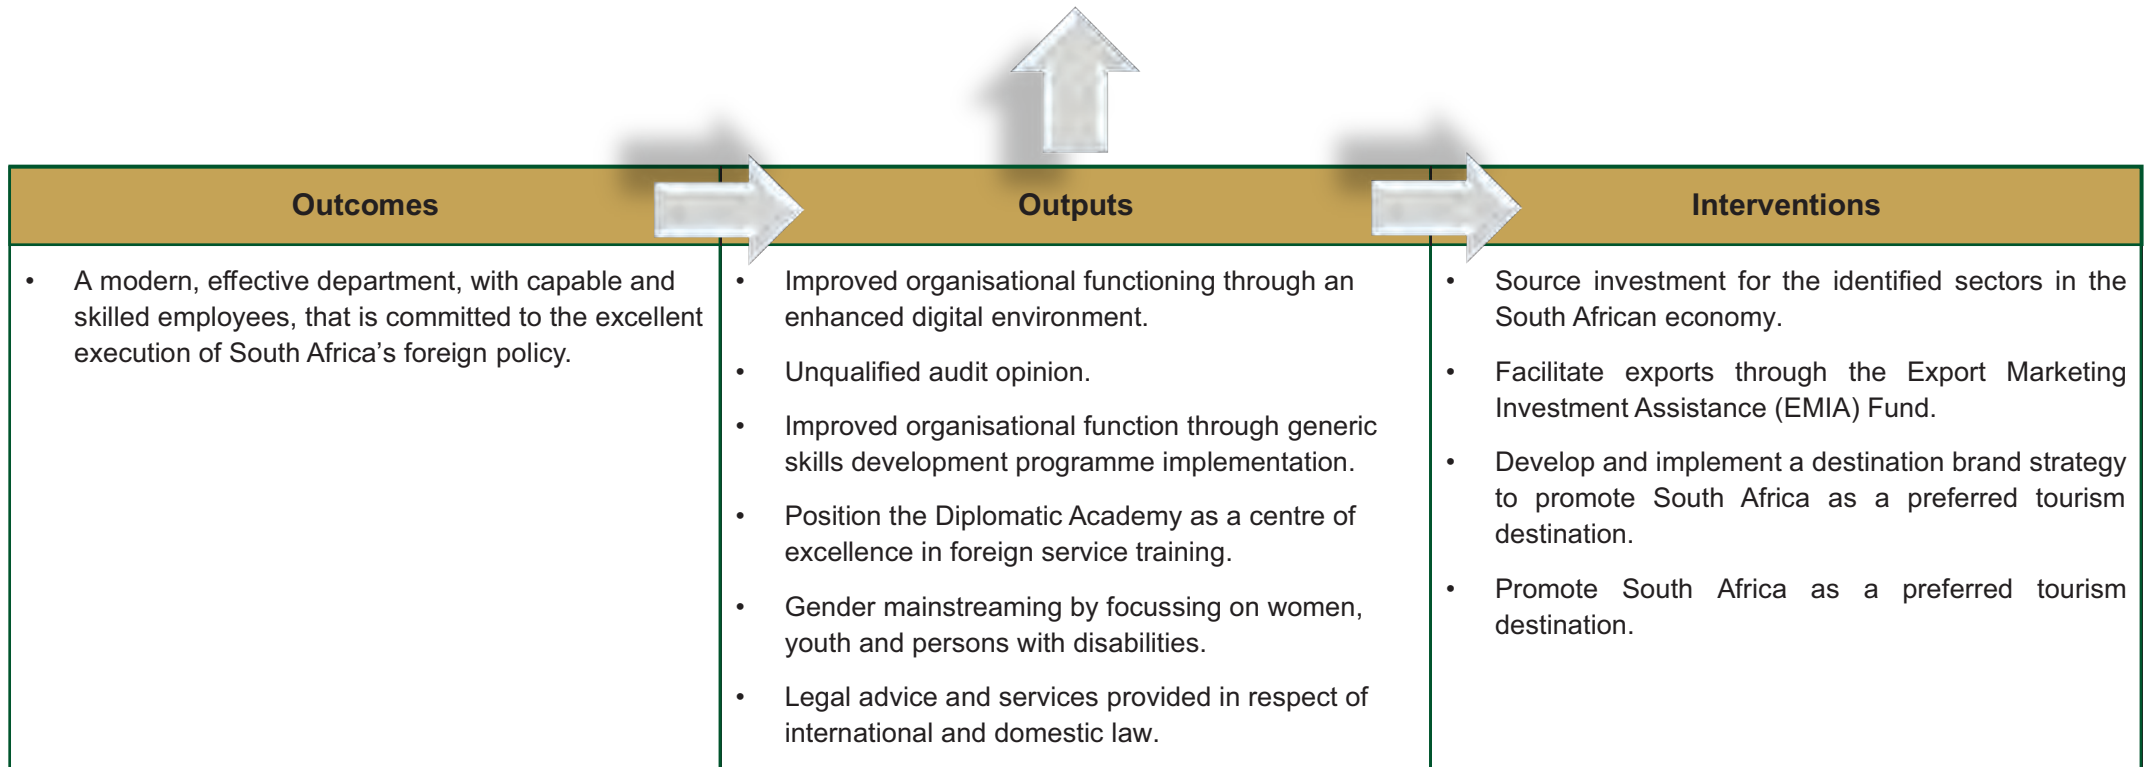 Outcomes
Outputs
Interventions
• A modern, effective department, with capable and
skilled employees, that is committed to the excellent
execution of South Africa’s foreign policy.
• Improved organisational functioning through an
enhanced digital environment.
• Unqualified audit opinion.
• Improved organisational function through generic
skills development programme implementation.
• Position the Diplomatic Academy as a centre of
excellence in foreign service training.
• Gender mainstreaming by focussing on women,
youth and persons with disabilities.
• Legal advice and services provided in respect of
international and domestic law.
• Source investment for the identified sectors in the
South African economy.
• Facilitate exports through the Export Marketing
Investment Assistance (EMIA) Fund.
• Develop and implement a destination brand strategy
to promote South Africa as a preferred tourism
destination.
• Promote South Africa as a preferred tourism
destination.